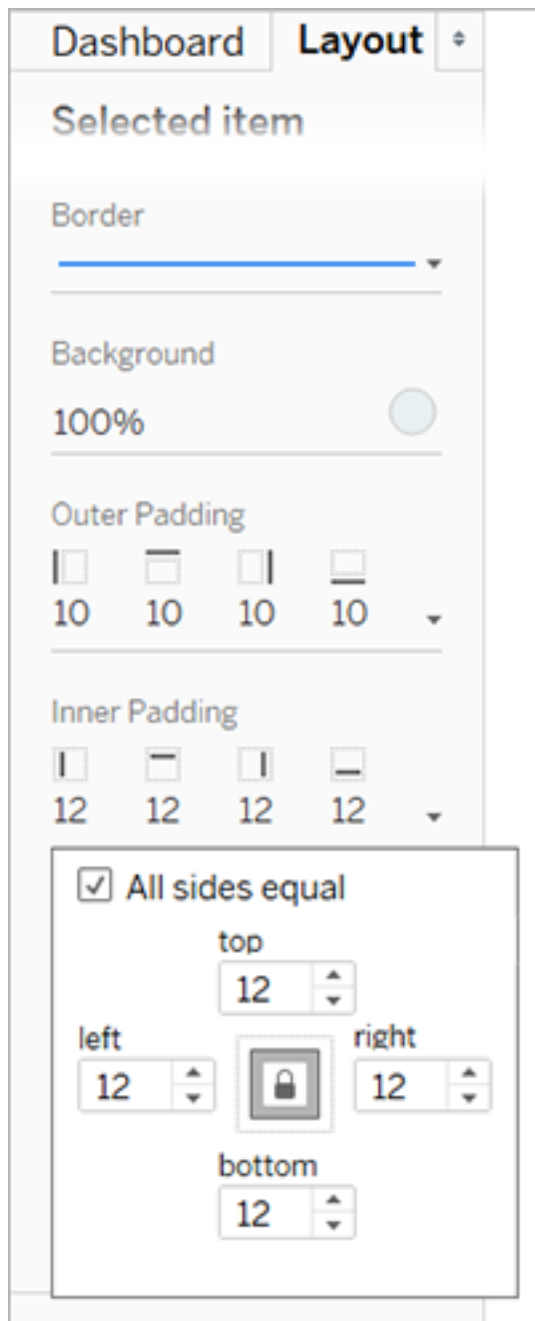 Dashboard Layout
Selected item
Border
Background
100%
Outer Padding
10 10 10 10
Inner Padding
12 12 12 12
All sides equal
top
12
left right
12 12
bottom
12